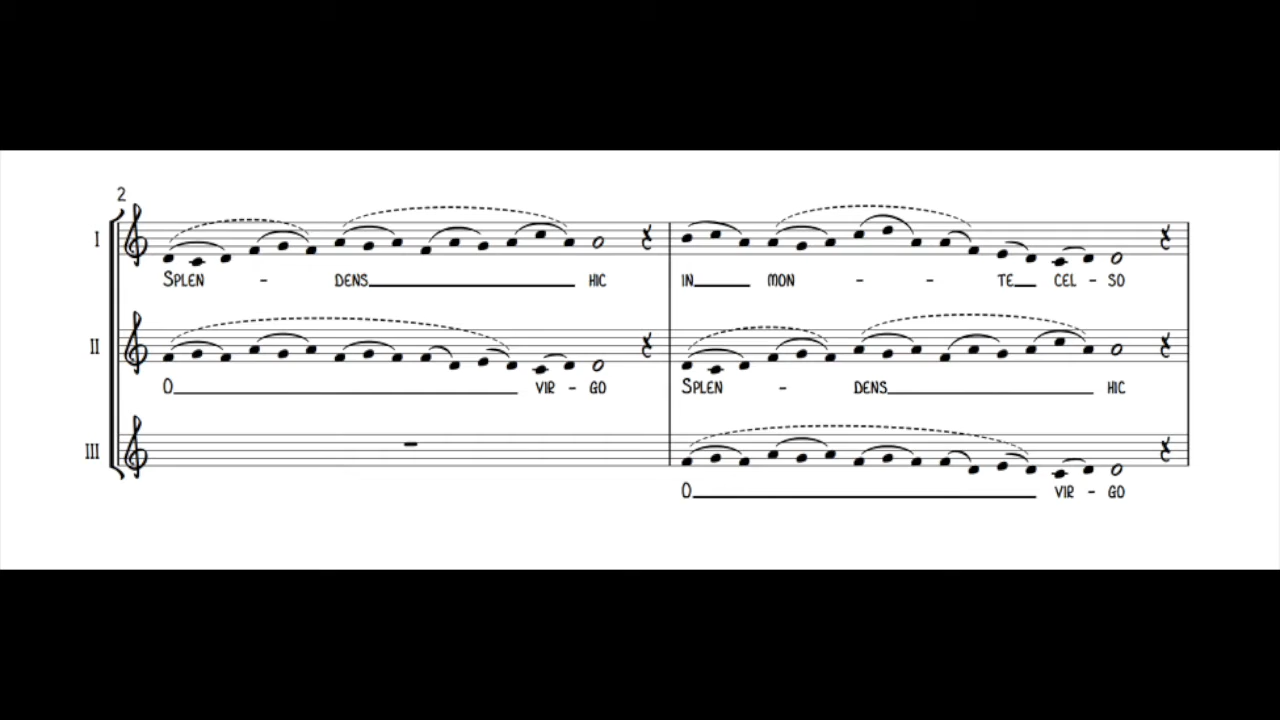 2
I
SPLEN - DENS HIC IN MON - - TE CEL - SO
II
O VIR - GO SPLEN - DENS HIC
III
O VIR - GO